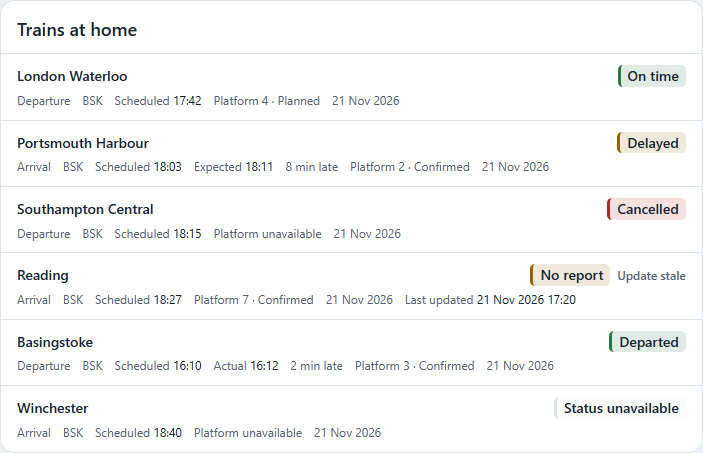 Trains at home
London Waterloo On time
Departure BSK Scheduled 17:42 Platform 4 · Planned 21 Nov 2026
Portsmouth Harbour Delayed
Arrival BSK Scheduled 18:03 Expected 18:11 8 min late Platform 2 · Confirmed 21 Nov 2026
Southampton Central Cancelled
Departure BSK Scheduled 18:15 Platform unavailable 21 Nov 2026
Reading No report Update stale
Arrival BSK Scheduled 18:27 Platform 7 · Confirmed 21 Nov 2026 Last updated 21 Nov 2026 17:20
Basingstoke Departed
Departure BSK Scheduled 16:10 Actual 16:12 2 min late Platform 3 · Confirmed 21 Nov 2026
Winchester Status unavailable
Arrival BSK Scheduled 18:40 Platform unavailable 21 Nov 2026